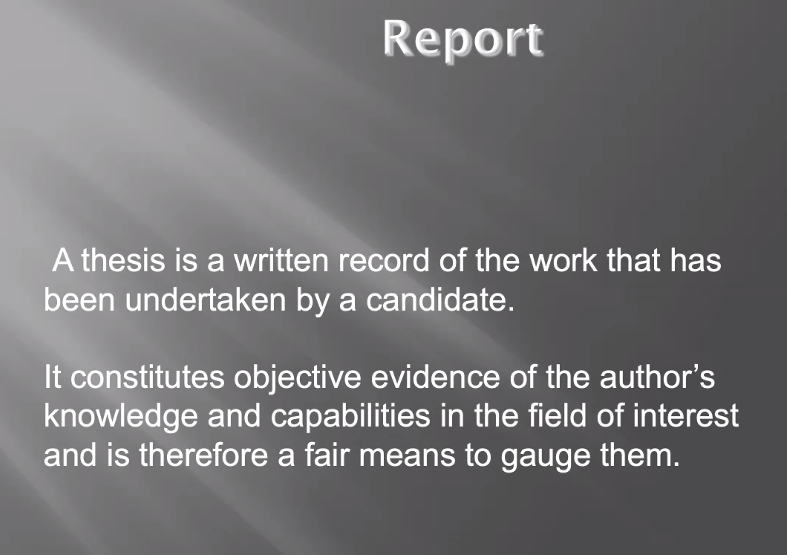 Report
A thesis is a written record of the work that has
been undertaken by a candidate.
It constitutes objective evidence of the author’s
knowledge and capabilities in the field of interest
and is therefore a fair means to gauge them.